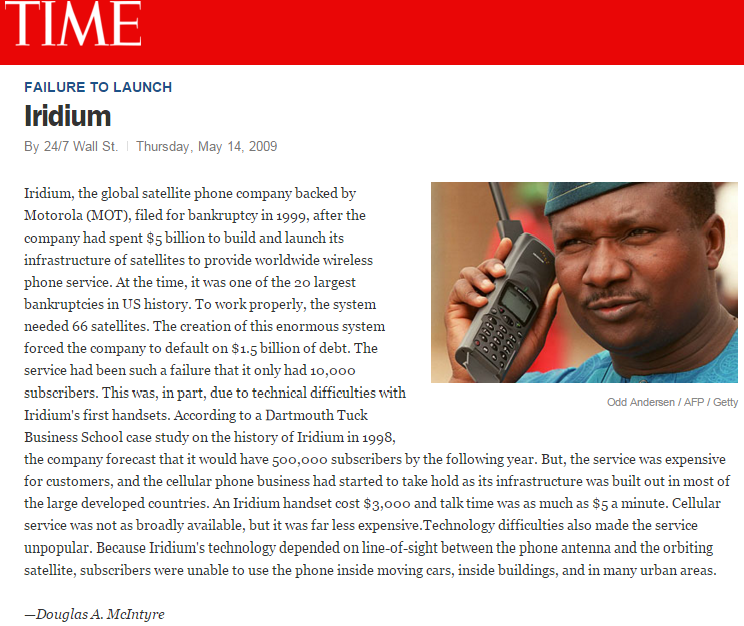 TIME
FAILURE TO LAUNCH
Iridium
By 24/7 Wall St. | Thursday, May 14, 2009
Iridium, the global satellite phone company backed by
Motorola (MOT), filed for bankruptcy in 1999, after the
company had spent $5 billion to build and launch its
infrastructure of satellites to provide worldwide wireless
phone service. At the time, it was one of the 20 largest
bankruptcies in US history. To work properly, the system
needed 66 satellites. The creation of this enormous system
forced the company to default on $1.5 billion of debt. The
service had been such a failure that it only had 10,000
subscribers. This was, in part, due to technical difficulties with
Iridium's first handsets. According to a Dartmouth Tuck
Business School case study on the history of Iridium in 1998,
the company forecast that it would have 500,000 subscribers by the following year. But, the service was expensive
for customers, and the cellular phone business had started to take hold as its infrastructure was built out in most of
the large developed countries. An Iridium handset cost $3,000 and talk time was as much as $5 a minute. Cellular
service was not as broadly available, but it was far less expensive.Technology difficulties also made the service
unpopular. Because Iridium's technology depended on line-of-sight between the phone antenna and the orbiting
satellite, subscribers were unable to use the phone inside moving cars, inside buildings, and in many urban areas.
Odd Andersen / AFP / Getty
—Douglas A. McIntyre